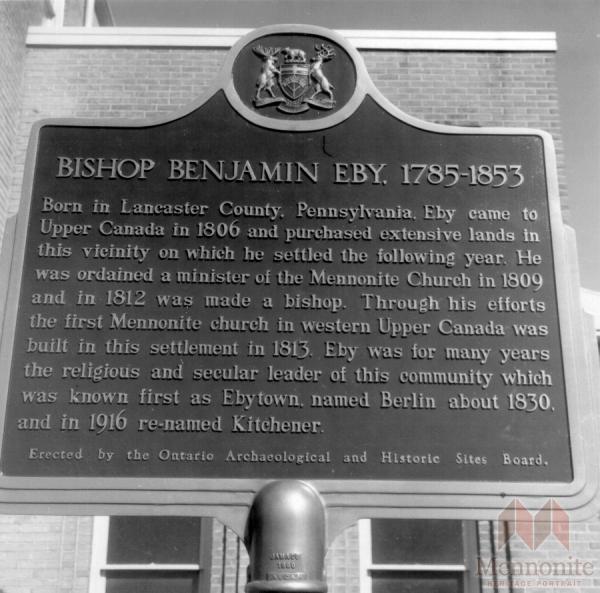 BISHOP BENJAMIN EBY, 1785-1853
Born in Lancaster County, Pennsylvania, Eby came to
Upper Canada in 1806 and purchased extensive lands in
this vicinity on which he settled the following year. He
was ordained a minister of the Mennonite Church in 1809
and in 1812 was made a bishop. Through his efforts
the first Mennonite church in western Upper Canada was
built in this settlement in 1813. Eby was for many years
the religious and secular leader of this community which
was known first as Ebytown, named Berlin about 1830,
and in 1916 re-named Kitchener.
Erected by the Ontario Archaeological and Historic Sites Board.
Mennonite
HERITAGE PORTRAIT